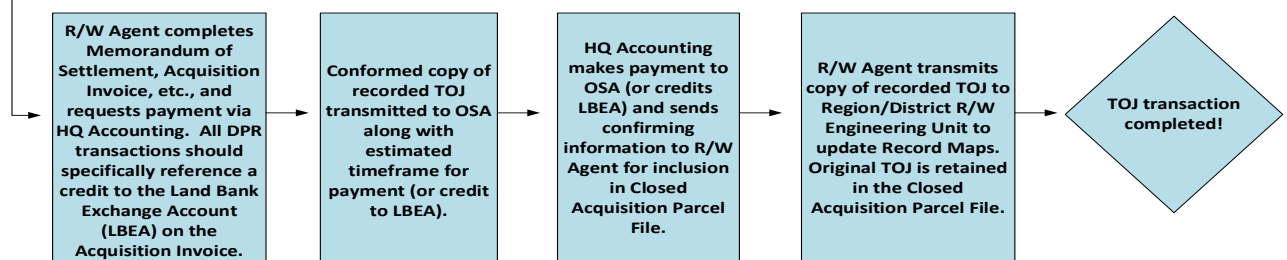 R/W Agent completes
Memorandum of
Settlement, Acquisition
Invoice, etc., and
requests payment via
HQ Accounting. All DPR
transactions should
specifically reference a
credit to the Land Bank
Exchange Account
(LBEA) on the
Acquisition Invoice.
Conformed copy of
recorded TOJ
transmitted to OSA
along with
estimated
timeframe for
payment (or credit
to LBEA).
HQ Accounting
makes payment to
OSA (or credits
LBEA) and sends
confirming
information to R/W
Agent for inclusion in
Closed
Acquisition Parcel
File.
R/W Agent transmits
copy of recorded TOJ to
Region/District R/W
Engineering Unit to
update Record Maps.
Original TOJ is retained
in the Closed
Acquisition Parcel File.
TOJ transaction
completed!